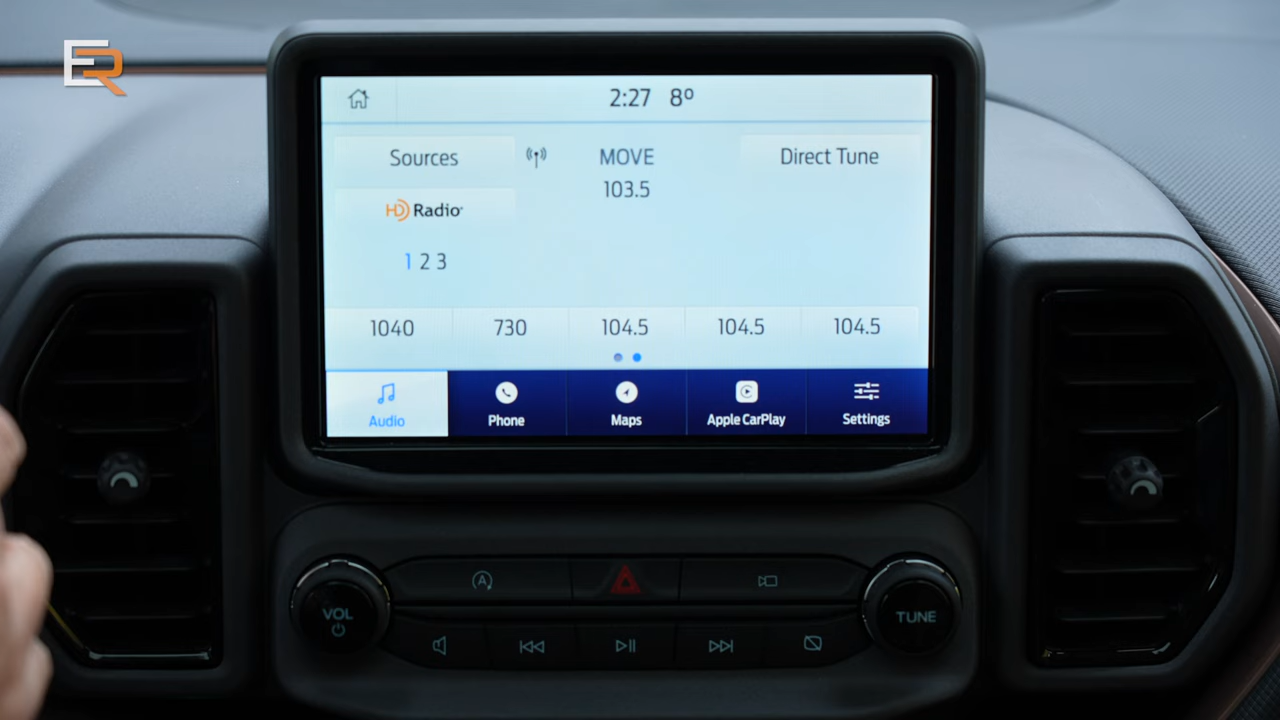 ER
2:27 8º
Sources
MOVE
Direct Tune
103.5
HD Radio
1 2 3
1040
730
104.5
104.5
104.5
Audio
Phone
Maps
Apple CarPlay
Settings
A
VOL
TUNE